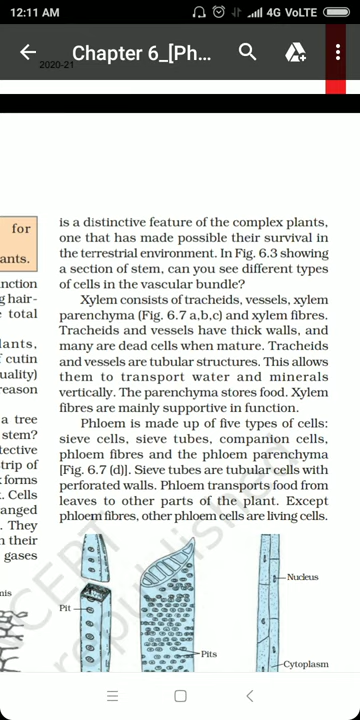 12:11 AM 4G VoLTE
Chapter 6_[Ph...
2020-21
for
ants.
nction
g hair-
e total
lants,
f cutin
uality)
reason
a tree
stem?
tective
strip of
x forms
. Cells
anged
. They
n their
gases
mis
is a distinctive feature of the complex plants,
one that has made possible their survival in
the terrestrial environment. In Fig. 6.3 showing
a section of stem, can you see different types
of cells in the vascular bundle?
Xylem consists of tracheids, vessels, xylem
parenchyma (Fig. 6.7 a,b,c) and xylem fibres.
Tracheids and vessels have thick walls, and
many are dead cells when mature. Tracheids
and vessels are tubular structures. This allows
them to transport water and minerals
vertically. The parenchyma stores food. Xylem
fibres are mainly supportive in function.
Phloem is made up of five types of cells:
sieve cells, sieve tubes, companion cells,
phloem fibres and the phloem parenchyma
[Fig. 6.7 (d)]. Sieve tubes are tubular cells with
perforated walls. Phloem transports food from
leaves to other parts of the plant. Except
phloem fibres, other phloem cells are living cells.
Nucleus
Pit
Pits
Cytoplasm
NCERT
republished